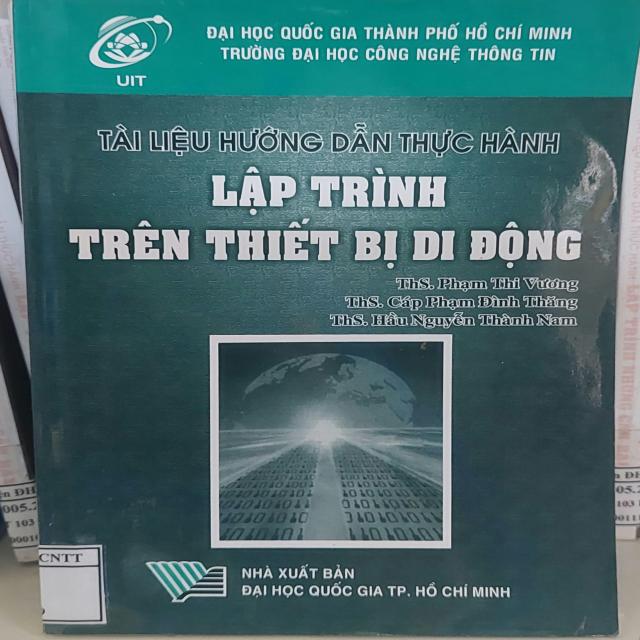 ĐẠI HỌC QUỐC GIA THÀNH PHỐ HỒ CHÍ MINH
TRƯỜNG ĐẠI HỌC CÔNG NGHỆ THÔNG TIN
UIT
TÀI LIỆU HƯỚNG DẪN THỰC HÀNH
LẬP TRÌNH
TRÊN THIẾT BỊ DI ĐỘNG
ThS. Phạm Thi Vương
ThS. Cáp Phạm Đình Thăng
ThS. Hầu Nguyễn Thành Nam
CNTT
NHÀ XUẤT BẢN
ĐẠI HỌC QUỐC GIA TP. HỒ CHÍ MINH